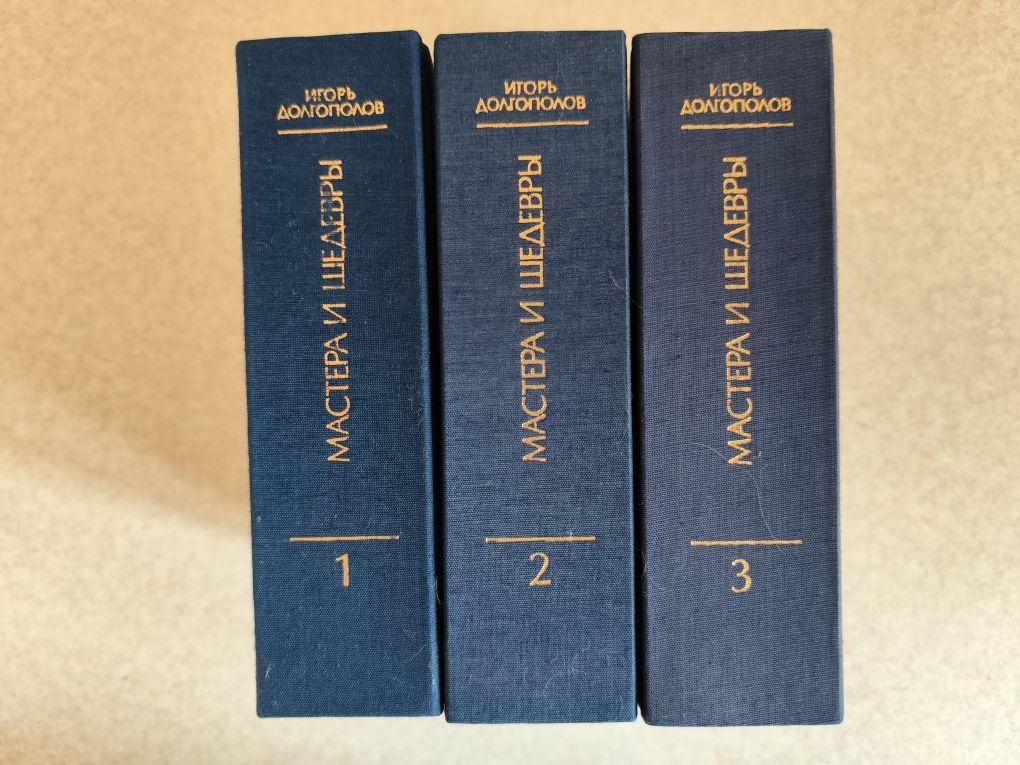 ИГОРЬ
ДОЛГОПОЛОВ
МАСТЕРА И ШЕДЕВРЫ
1
ИГОРЬ
ДОЛГОПОЛОВ
МАСТЕРА И ШЕДЕВРЫ
2
ИГОРЬ
ДОЛГОПОЛОВ
МАСТЕРА И ШЕДЕВРЫ
3